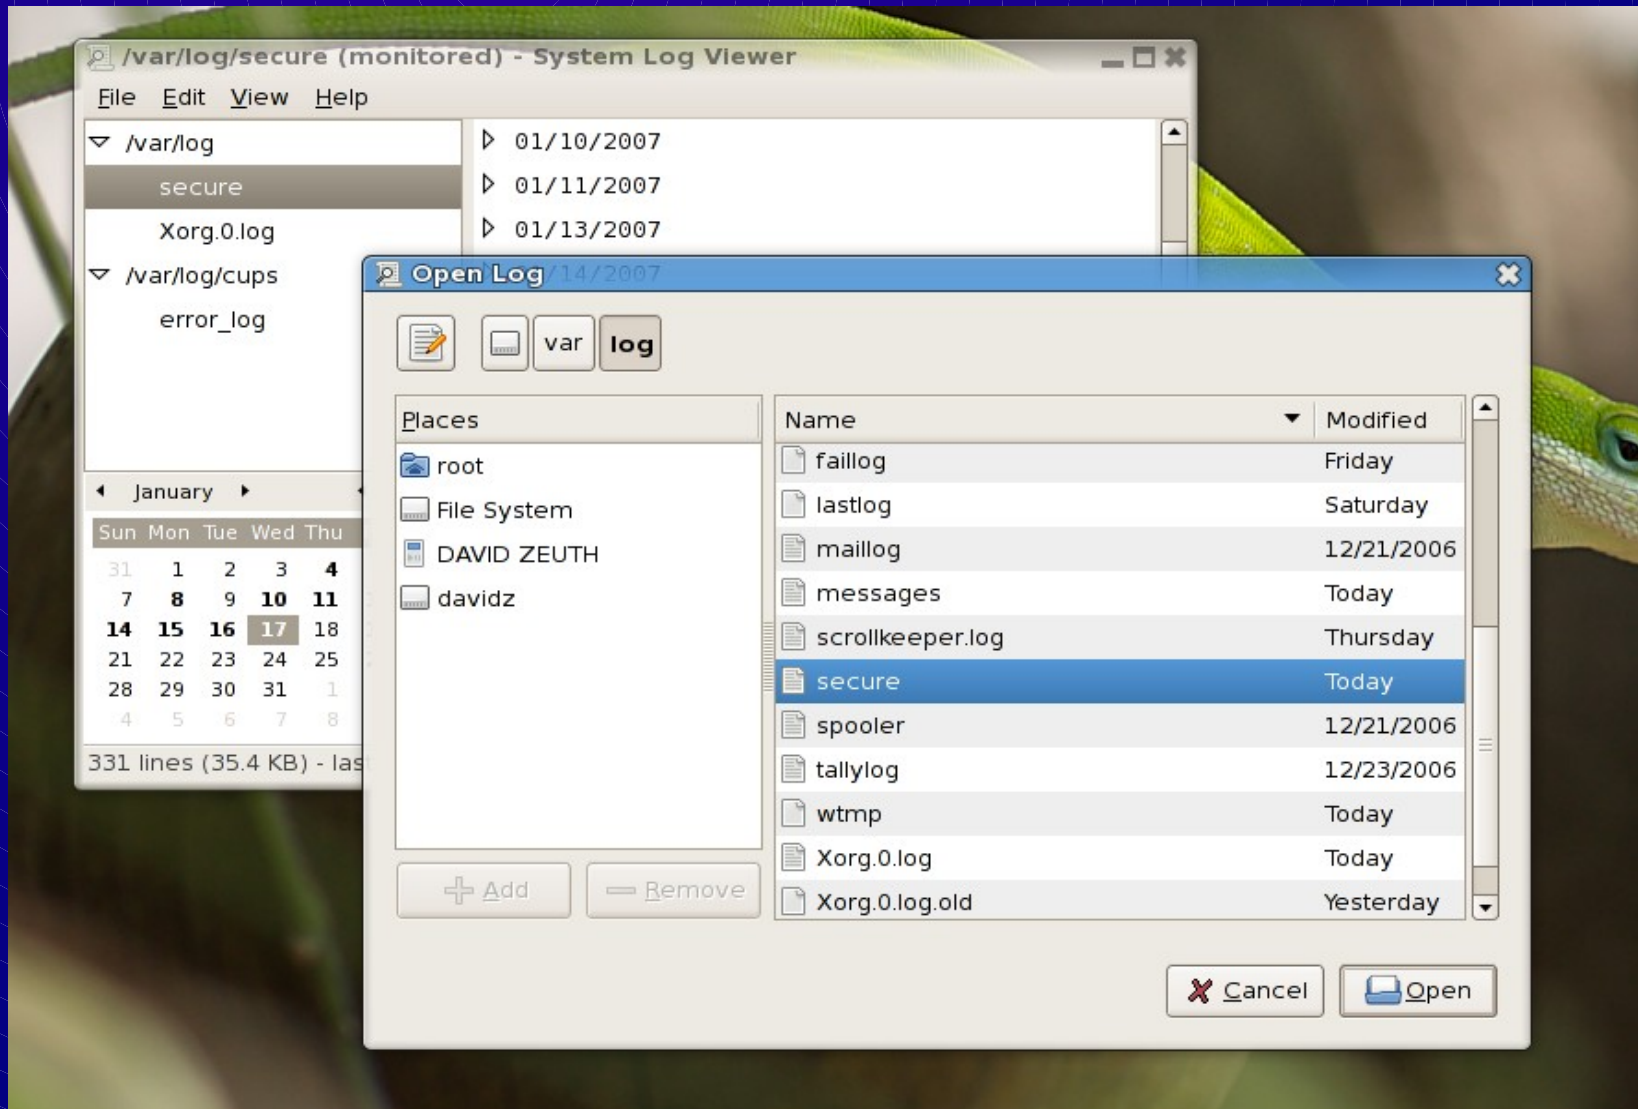 /var/log/secure (monitored) - System Log Viewer
File Edit View Help
/var/log
secure
Xorg.0.log
/var/log/cups
error_log
01/10/2007
01/11/2007
01/13/2007
/14/2007
January
Sun Mon Tue Wed Thu
31 1 2 3 4
7 8 9 10 11
14 15 16 17 18
21 22 23 24 25
28 29 30 31 1
4 5 6 7 8
331 lines (35.4 KB) - las
Open Log
var log
Places
root
File System
DAVID ZEUTH
davidz
Add Remove
Name Modified
faillog Friday
lastlog Saturday
maillog 12/21/2006
messages Today
scrollkeeper.log Thursday
secure Today
spooler 12/21/2006
tallylog 12/23/2006
wtmp Today
Xorg.0.log Today
Xorg.0.log.old Yesterday
Cancel Open